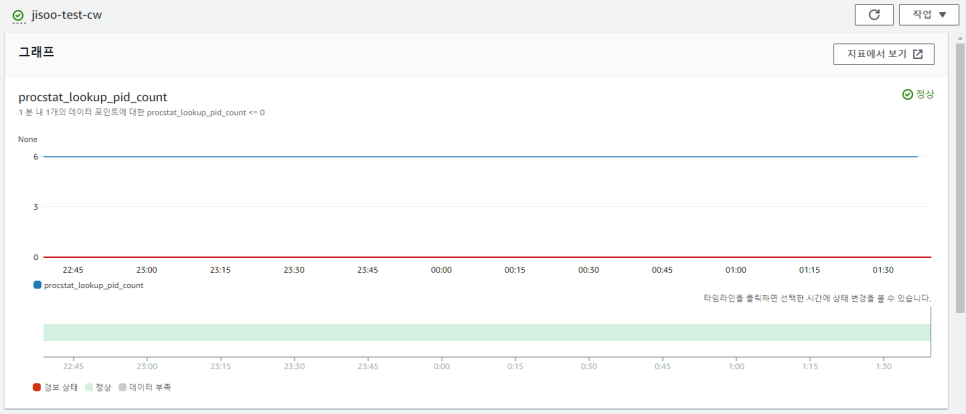 jisoo-test-cw
작업 ▼
그래프
지표에서 보기
procstat_lookup_pid_count
정상
1 분 내 1개의 데이터 포인트에 대한 procstat_lookup_pid_count <= 0
None
6
3
0
22:45 23:00 23:15 23:30 23:45 00:00 00:15 00:30 00:45 01:00 01:15 01:30
procstat_lookup_pid_count
타임라인을 클릭하면 선택한 시간에 상태 변경을 볼 수 있습니다.
22:45 23:00 23:15 23:30 23:45 0:00 0:15 0:30 0:45 1:00 1:15 1:30
경보 상태 정상 데이터 부족